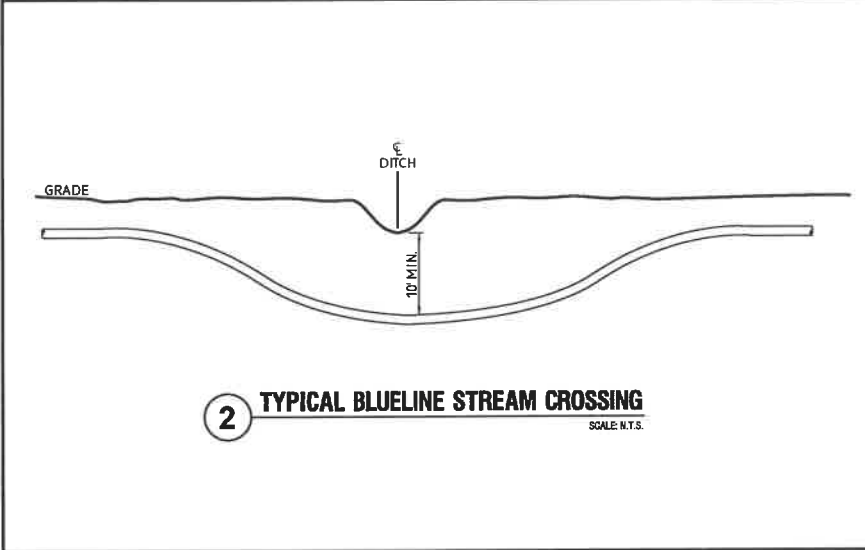 ℄
DITCH
GRADE
10' MIN.
2 TYPICAL BLUELINE STREAM CROSSING
SCALE: N.T.S.